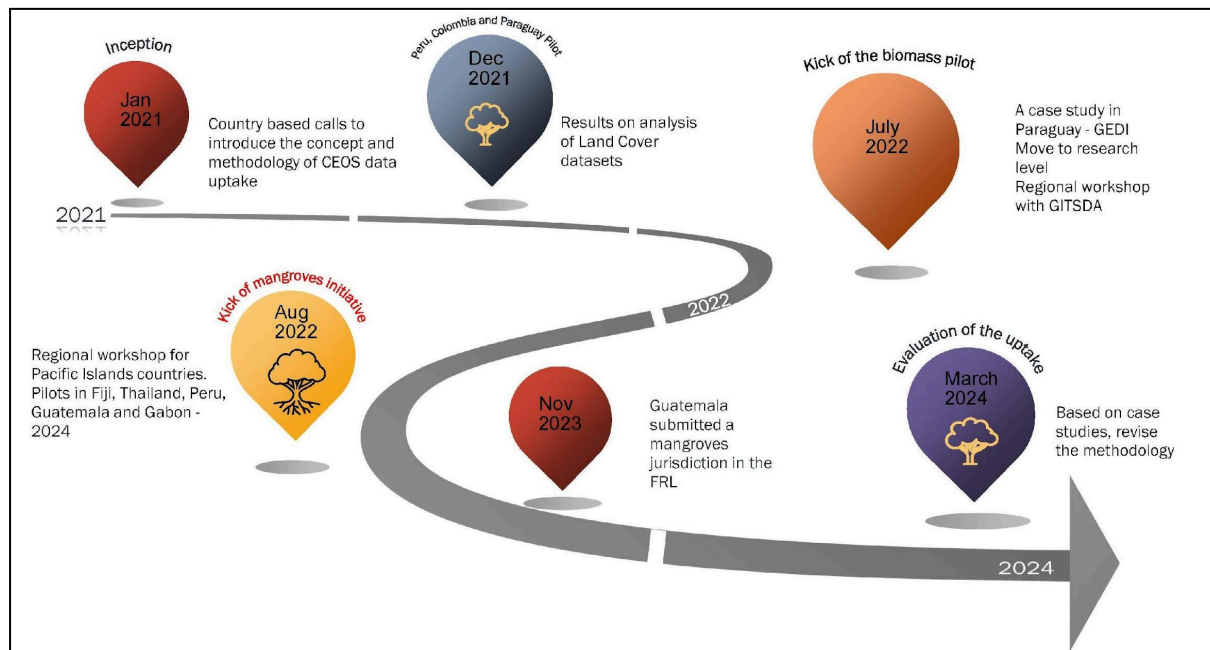 Inception
Jan
2021
Country based calls to
introduce the concept and
methodology of CEOS data
uptake
Peru, Colombia and Paraguay Pilot
Dec
2021
Results on analysis
of Land Cover
datasets
Kick of the biomass pilot
July
2022
A case study in
Paraguay - GEDI
Move to research
level
Regional workshop
with GITSDA
2021
2022
Kick of mangroves initiative
Aug
2022
Regional workshop for
Pacific Islands countries.
Pilots in Fiji, Thailand, Peru,
Guatemala and Gabon -
2024
Nov
2023
Guatemala
submitted a
mangroves
jurisdiction in the
FRL
Evaluation of the uptake
March
2024
Based on case
studies, revise
the methodology
2024